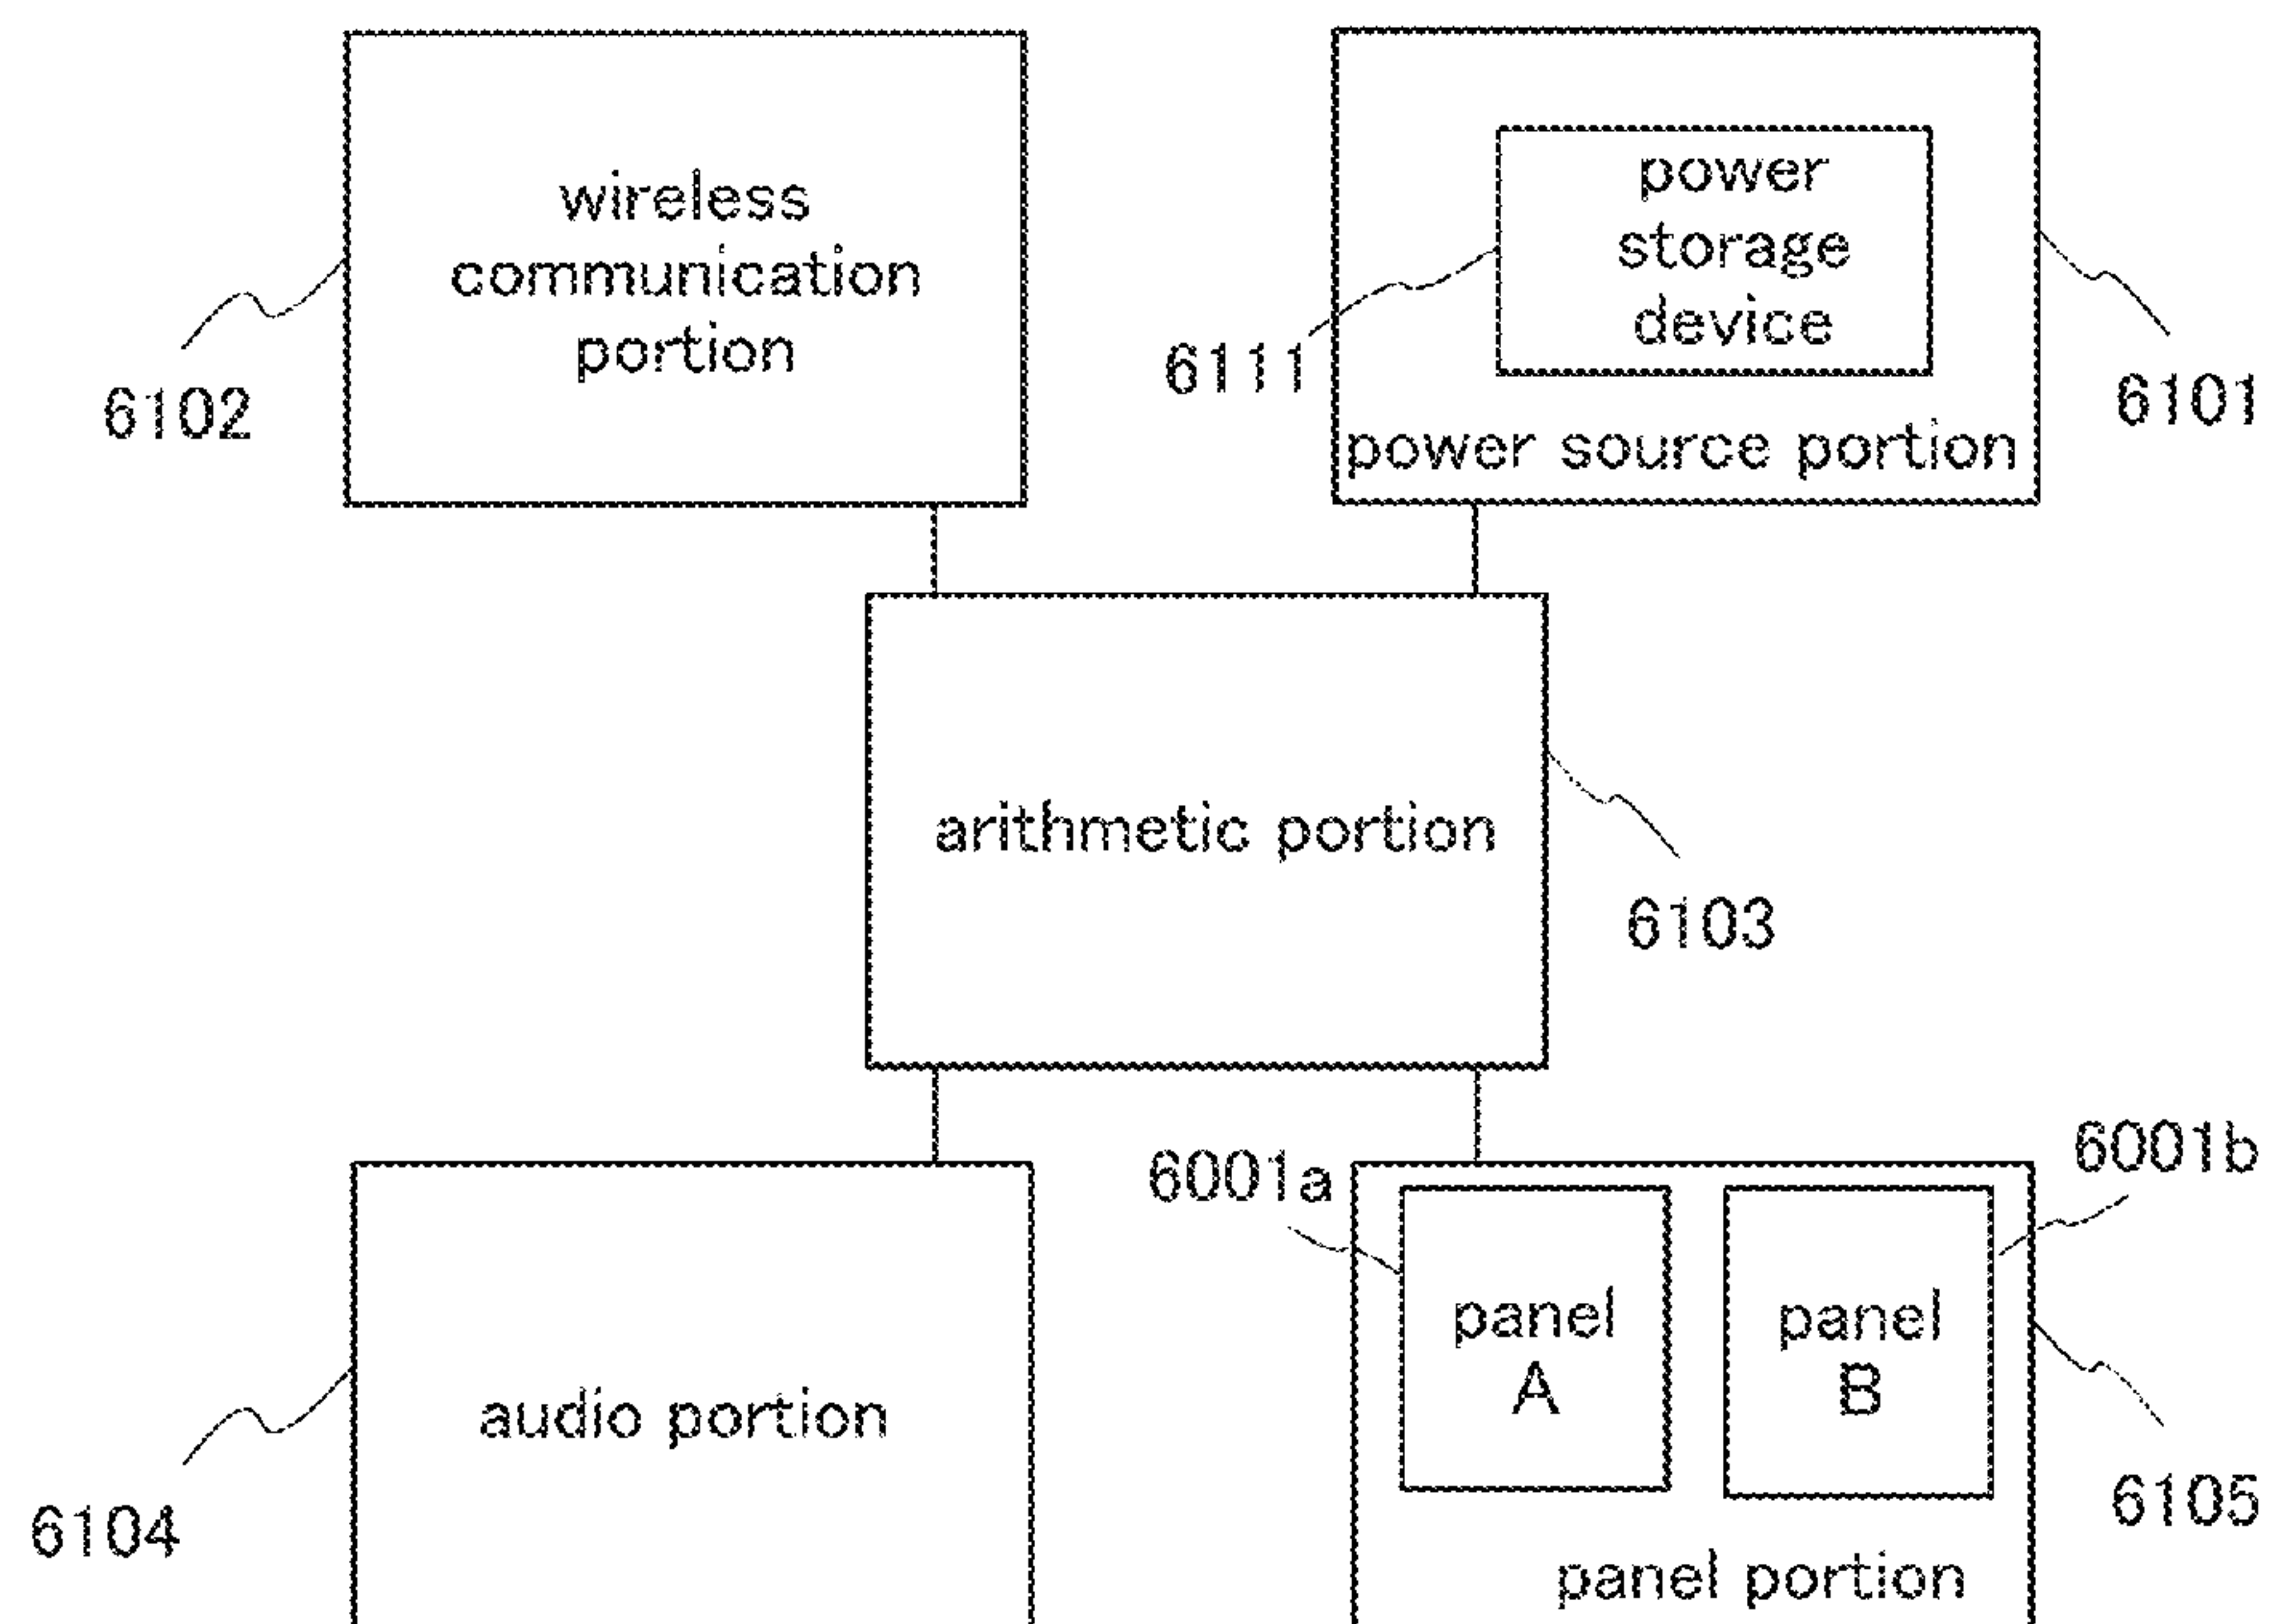 wireless
communication
portion
6102
power
storage
device
6111
power source portion
6101
arithmetic portion
6103
audio portion
6104
6001a
6001b
panel
A
panel
B
6105
panel portion